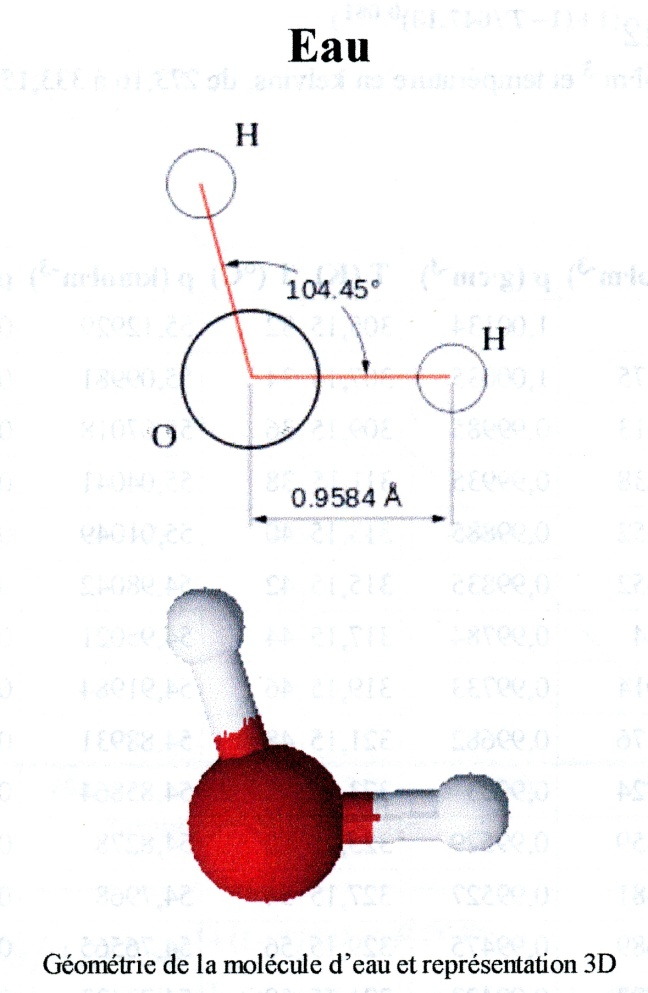 Eau
H
104.45°
H
O
0.9584 Å
Géométrie de la molécule d'eau et représentation 3D